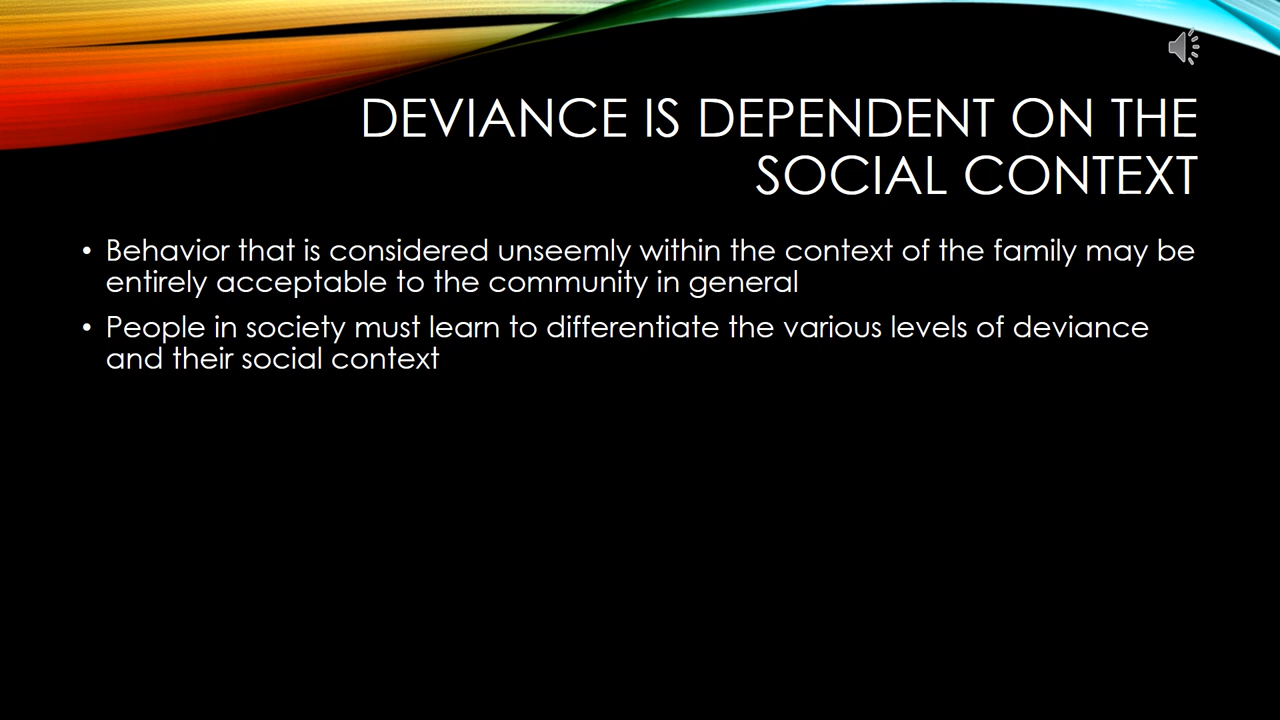 DEVIANCE IS DEPENDENT ON THE
SOCIAL CONTEXT
• Behavior that is considered unseemly within the context of the family may be
entirely acceptable to the community in general
• People in society must learn to differentiate the various levels of deviance
and their social context